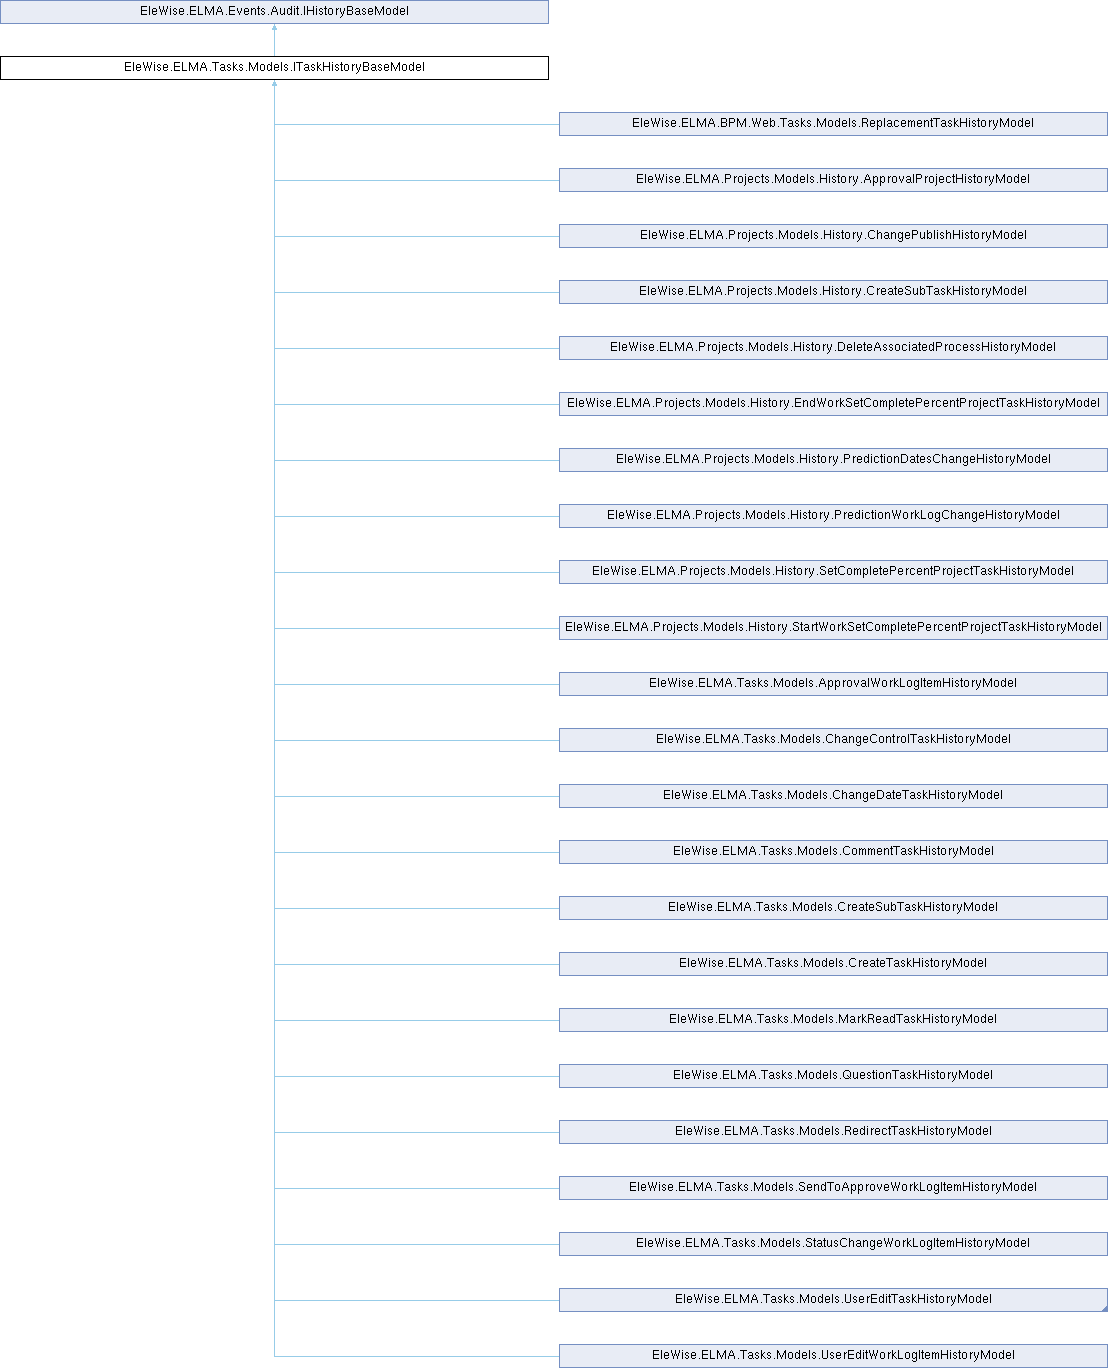 EleWise.ELMA.Events.Audit.IHistoryBaseModel
EleWise.ELMA.Tasks.Models.ITaskHistoryBaseModel
EleWise.ELMA.BPM.Web.Tasks.Models.ReplacementTaskHistoryModel
EleWise.ELMA.Projects.Models.History.ApprovalProjectHistoryModel
EleWise.ELMA.Projects.Models.History.ChangePublishHistoryModel
EleWise.ELMA.Projects.Models.History.CreateSubTaskHistoryModel
EleWise.ELMA.Projects.Models.History.DeleteAssociatedProcessHistoryModel
EleWise.ELMA.Projects.Models.History.EndWorkSetCompletePercentProjectTaskHistoryModel
EleWise.ELMA.Projects.Models.History.PredictionDatesChangeHistoryModel
EleWise.ELMA.Projects.Models.History.PredictionWorkLogChangeHistoryModel
EleWise.ELMA.Projects.Models.History.SetCompletePercentProjectTaskHistoryModel
EleWise.ELMA.Projects.Models.History.StartWorkSetCompletePercentProjectTaskHistoryModel
EleWise.ELMA.Tasks.Models.ApprovalWorkLogItemHistoryModel
EleWise.ELMA.Tasks.Models.ChangeControlTaskHistoryModel
EleWise.ELMA.Tasks.Models.ChangeDateTaskHistoryModel
EleWise.ELMA.Tasks.Models.CommentTaskHistoryModel
EleWise.ELMA.Tasks.Models.CreateSubTaskHistoryModel
EleWise.ELMA.Tasks.Models.CreateTaskHistoryModel
EleWise.ELMA.Tasks.Models.MarkReadTaskHistoryModel
EleWise.ELMA.Tasks.Models.QuestionTaskHistoryModel
EleWise.ELMA.Tasks.Models.RedirectTaskHistoryModel
EleWise.ELMA.Tasks.Models.SendToApproveWorkLogItemHistoryModel
EleWise.ELMA.Tasks.Models.StatusChangeWorkLogItemHistoryModel
EleWise.ELMA.Tasks.Models.UserEditTaskHistoryModel
EleWise.ELMA.Tasks.Models.UserEditWorkLogItemHistoryModel